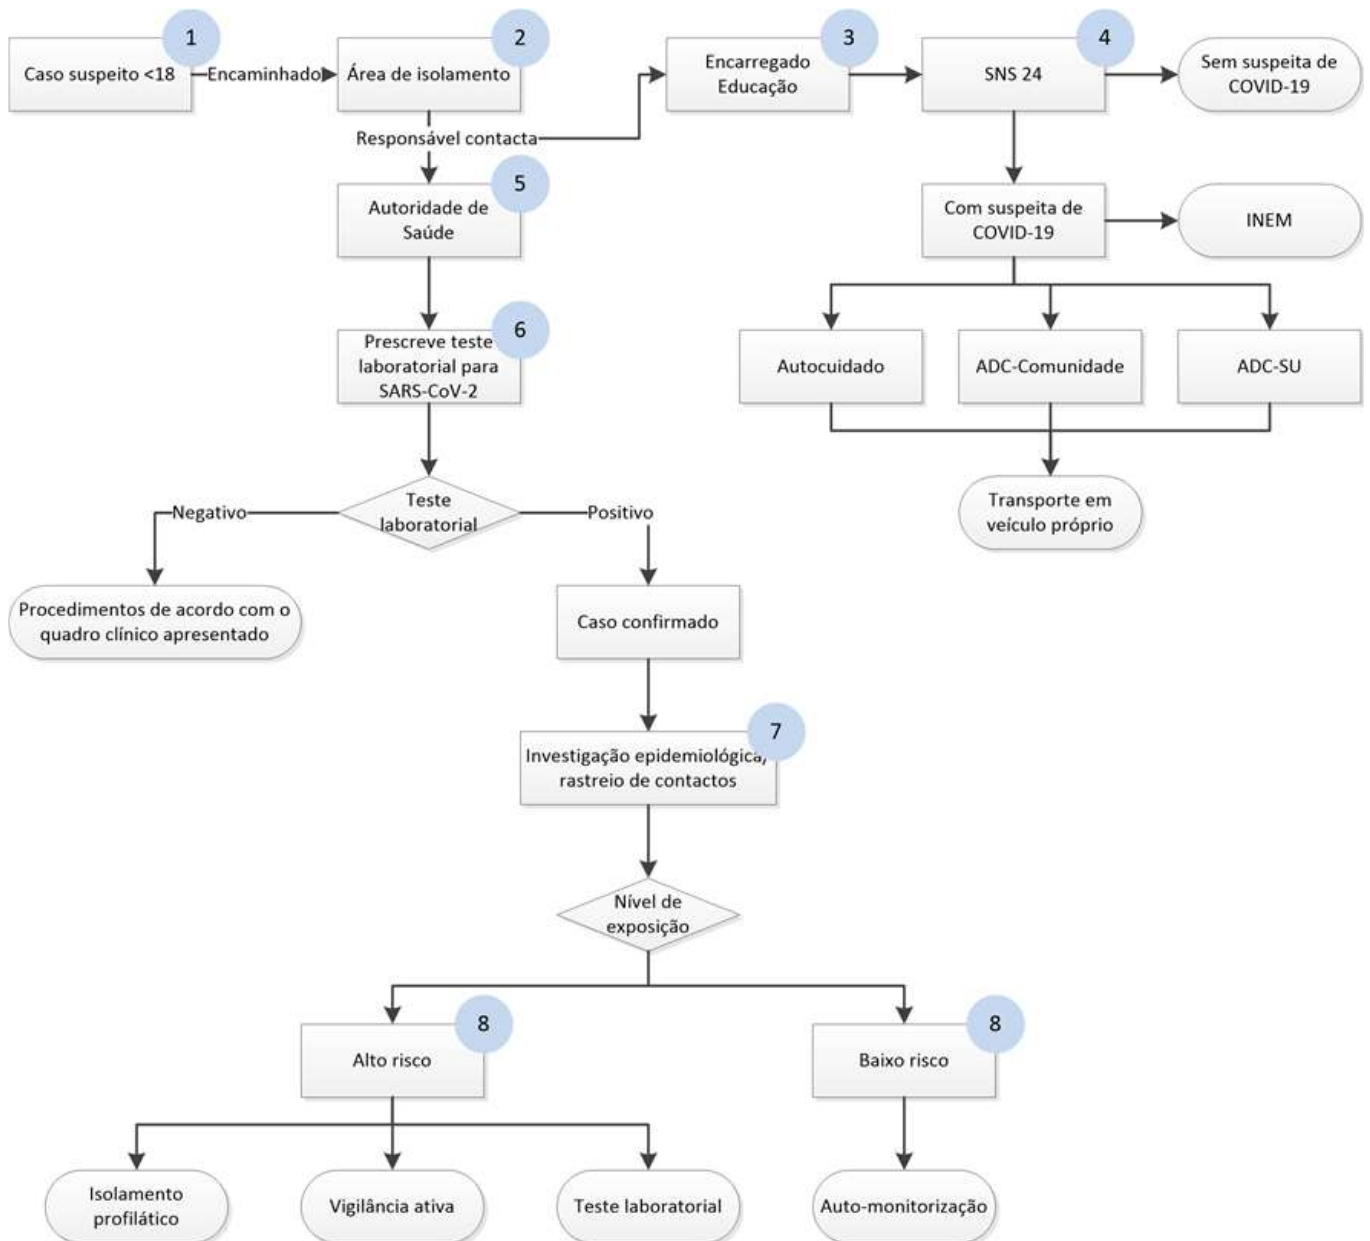 1
2
3
4
Caso suspeito <18
Encaminhado
Área de isolamento
Encarregado
Educação
SNS 24
Sem suspeita de
COVID-19
Responsável contacta
5
Autoridade de
Saúde
Com suspeita de
COVID-19
INEM
6
Prescreve teste
laboratorial para
SARS-CoV-2
Autocuidado
ADC-Comunidade
ADC-SU
Teste
laboratorial
Negativo
Positivo
Transporte em
veículo próprio
Procedimentos de acordo com o
quadro clínico apresentado
Caso confirmado
7
Investigação epidemiológica/
rastreio de contactos
Nível de
exposição
8
Alto risco
8
Baixo risco
Isolamento
profilático
Vigilância ativa
Teste laboratorial
Auto-monitorização